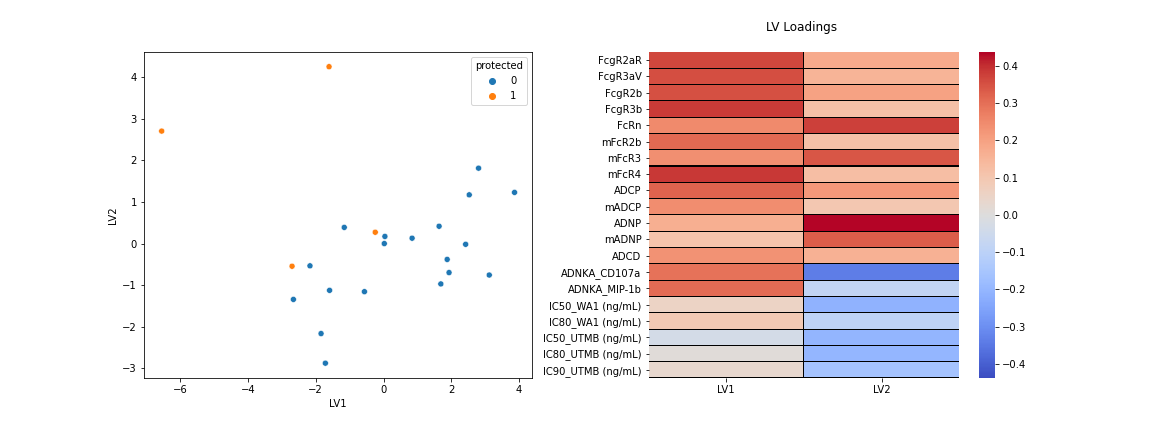 LV Loadings
protected
0
1
4
3
2
1
0
−1
−2
−3
LV2
−6
−4
−2
0
2
4
LV1
FcgR2aR
FcgR3aV
FcgR2b
FcgR3b
FcRn
mFcR2b
mFcR3
mFcR4
ADCP
mADCP
ADNP
mADNP
ADCD
ADNKA_CD107a
ADNKA_MIP-1b
IC50_WA1 (ng/mL)
IC80_WA1 (ng/mL)
IC50_UTMB (ng/mL)
IC80_UTMB (ng/mL)
IC90_UTMB (ng/mL)
LV1
LV2
0.4
0.3
0.2
0.1
0.0
−0.1
−0.2
−0.3
−0.4